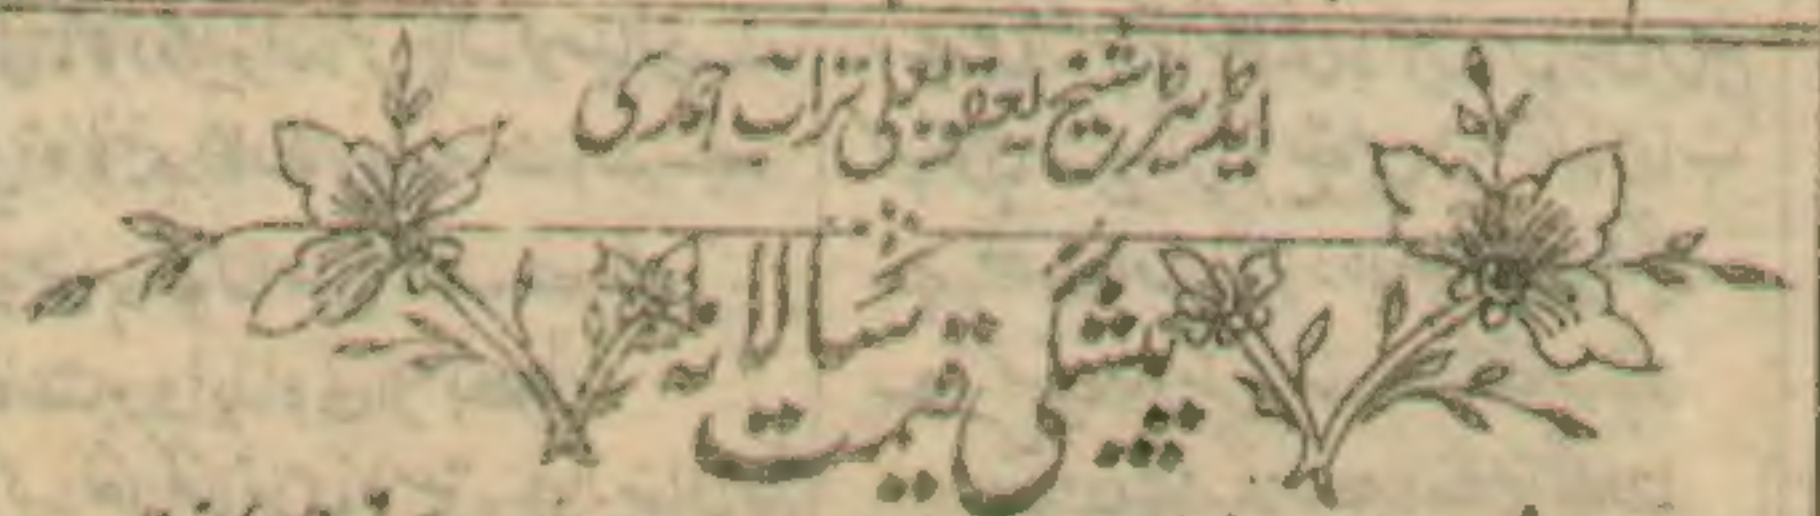 ایڈیٹر شیخ یعقوب علی تراب احمدی
پیشگی قیمت سالانہ